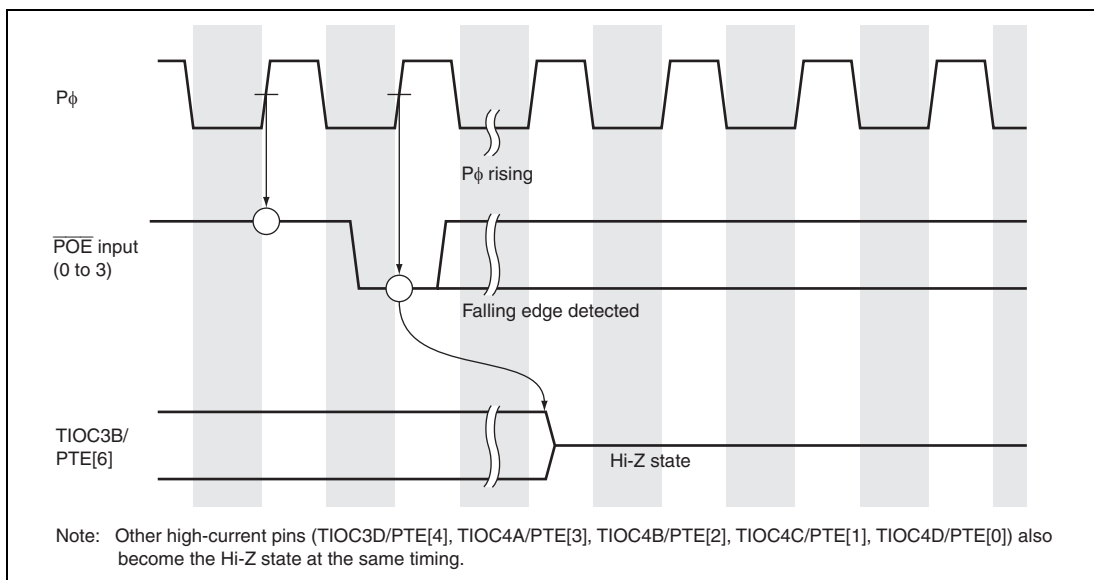 Pϕ
Pϕ rising
POE input
(0 to 3)
Falling edge detected
TIOC3B/
PTE[6]
Hi-Z state
Note: Other high-current pins (TIOC3D/PTE[4], TIOC4A/PTE[3], TIOC4B/PTE[2], TIOC4C/PTE[1], TIOC4D/PTE[0]) also
become the Hi-Z state at the same timing.